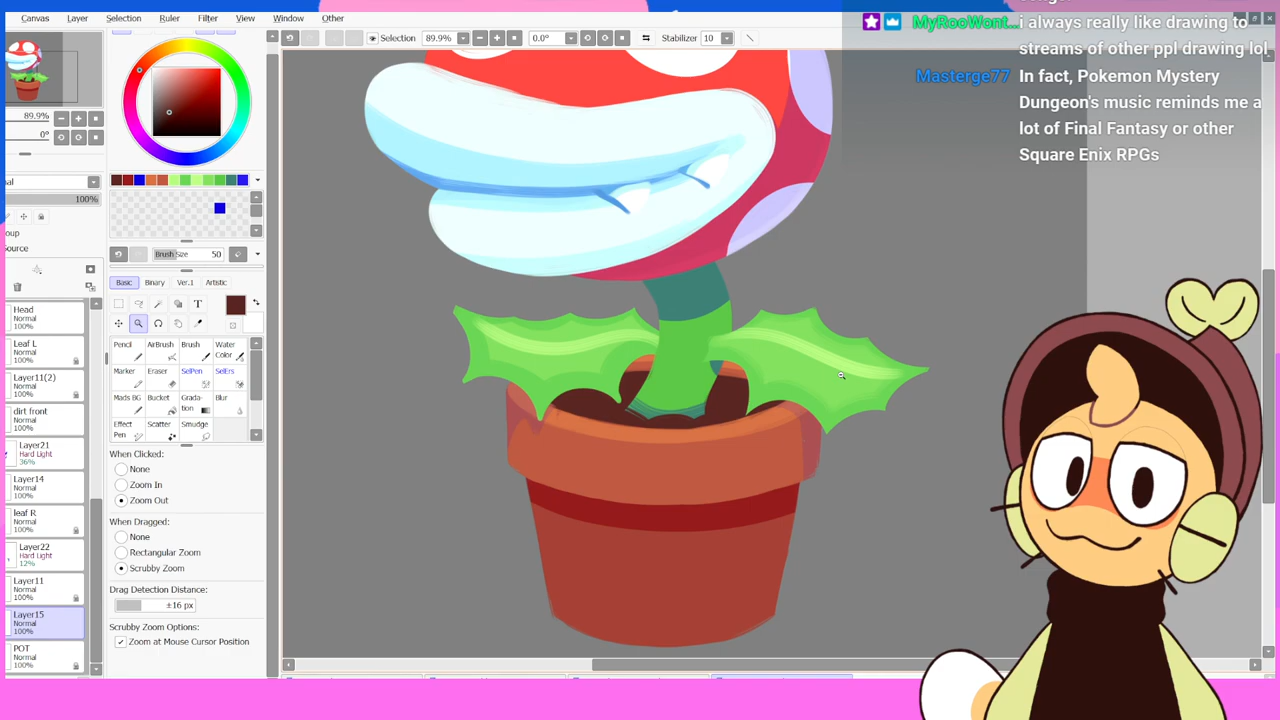 Canvas Layer Selection Ruler Filter View Window Other
Selection 89.9% 0.0° Stabilizer 10
MyRooWont... i always really like drawing to
streams of other ppl drawing lol
Masterge77 In fact, Pokemon Mystery
Dungeon's music reminds me a
lot of Final Fantasy or other
Square Enix RPGs
89.9%
0°
100%
Source
Brush Size 50
Basic Binary Ver.1 Artistic
T
Pencil AirBrush Brush Water Color
Marker Eraser SelPen SelErs
Mads BG Bucket Gradation Blur
Effect Pen Scatter Smudge
When Clicked:
None
Zoom In
Zoom Out
When Dragged:
None
Rectangular Zoom
Scrubby Zoom
Drag Detection Distance:
±16 px
Scrubby Zoom Options:
Zoom at Mouse Cursor Position
Head
Normal
100%
Leaf L
Normal
100%
Layer11(2)
Normal
100%
dirt front
Normal
100%
Layer21
Hard Light
36%
Layer14
Normal
100%
leaf R
Normal
100%
Layer22
Hard Light
12%
Layer11
Normal
100%
Layer15
Normal
100%
POT
Normal
100%